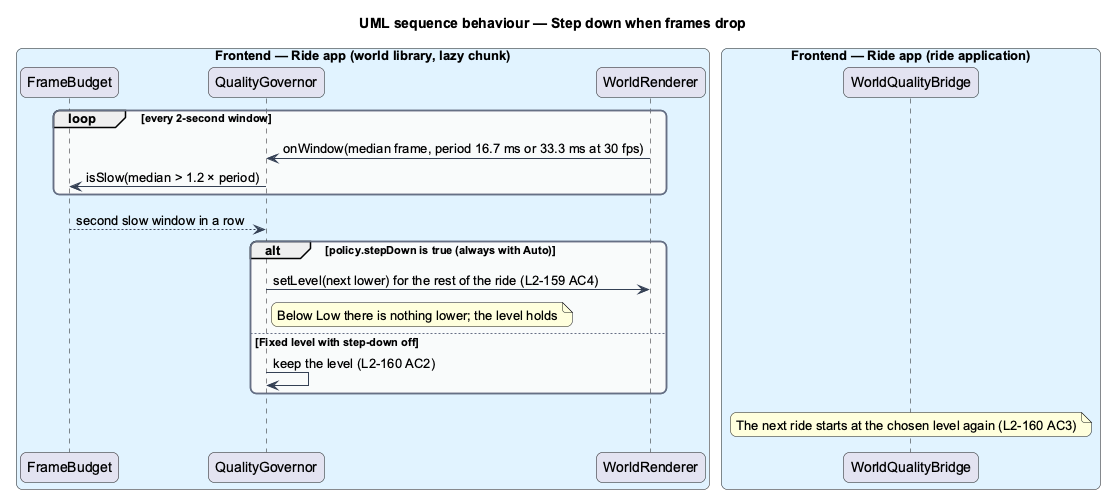 UML sequence behaviour — Step down when frames drop
Frontend — Ride app (world library, lazy chunk)
Frontend — Ride app (ride application)
FrameBudget
QualityGovernor
WorldRenderer
WorldQualityBridge
loop
[every 2-second window]
onWindow(median frame, period 16.7 ms or 33.3 ms at 30 fps)
isSlow(median > 1.2 × period)
second slow window in a row
alt
[policy.stepDown is true (always with Auto)]
setLevel(next lower) for the rest of the ride (L2-159 AC4)
Below Low there is nothing lower; the level holds
[Fixed level with step-down off]
keep the level (L2-160 AC2)
The next ride starts at the chosen level again (L2-160 AC3)
FrameBudget
QualityGovernor
WorldRenderer
WorldQualityBridge